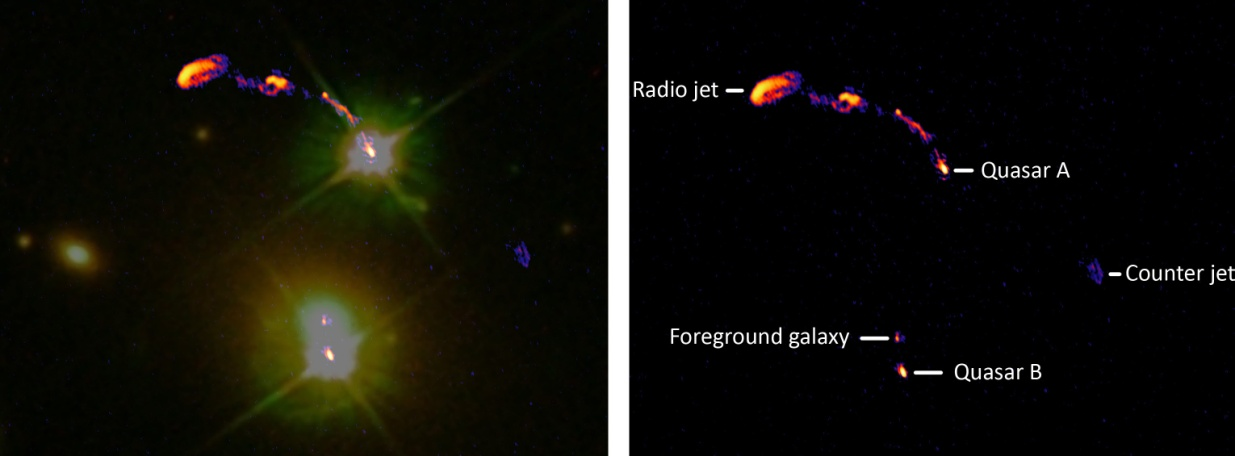 Radio jet
Quasar A
Counter jet
Foreground galaxy
Quasar B